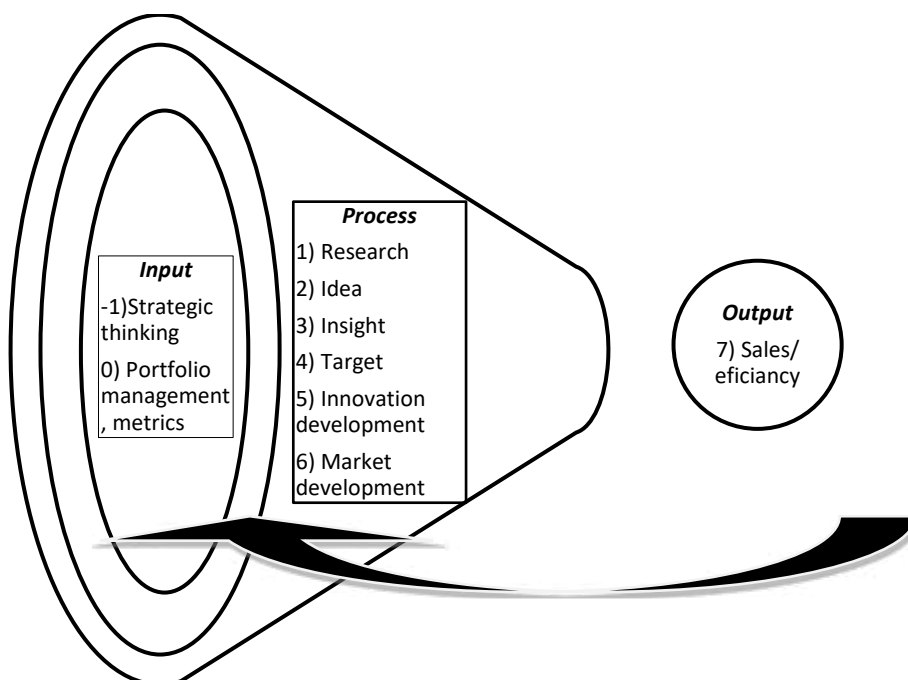 Input
-1)Strategic
thinking
0) Portfolio
management
, metrics
Process
1) Research
2) Idea
3) Insight
4) Target
5) Innovation
development
6) Market
development
Output
7) Sales/
eficiancy